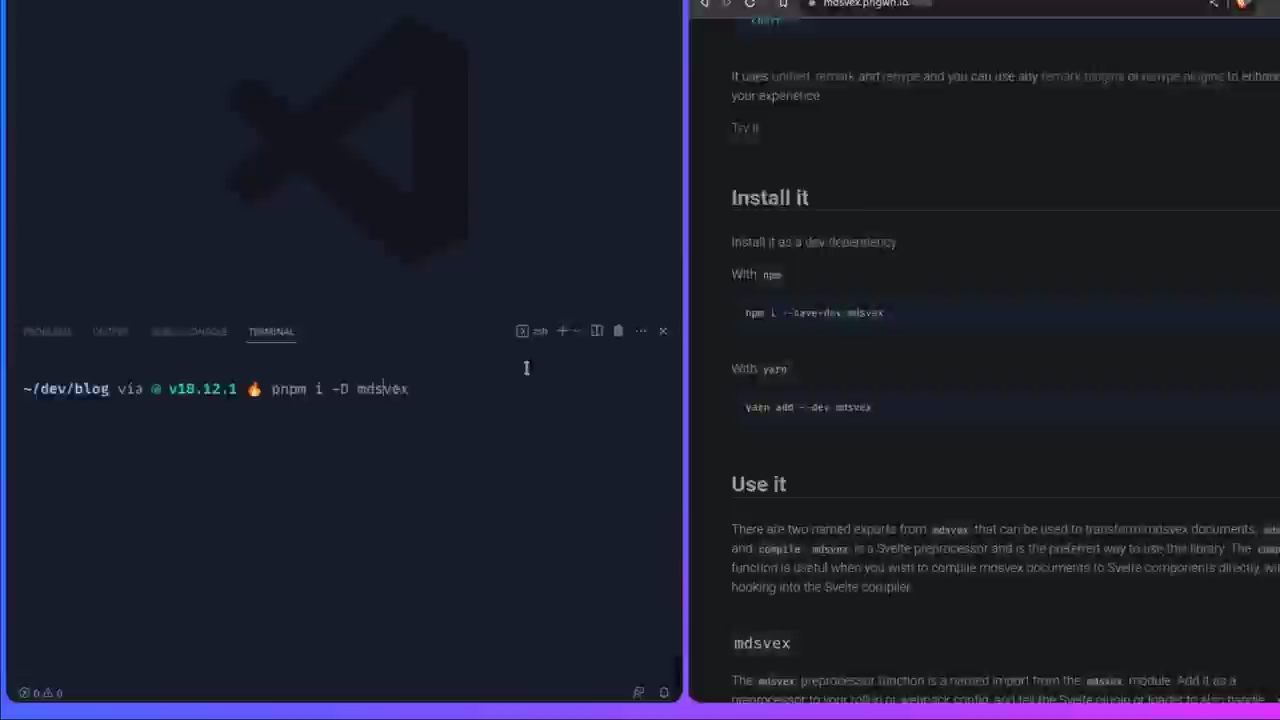 PROBLEMS OUTPUT DEBUG CONSOLE TERMINAL
zsh
~/dev/blog via v18.12.1 🔥 pnpm i -D mdsvex
0 0
mdsvex.pngwn.io
It uses unified, remark and rehype and you can use any remark plugins or rehype plugins to enhance
your experience.
Try it
Install it
Install it as a dev dependency.
With npm
npm i --save-dev mdsvex
With yarn
yarn add --dev mdsvex
Use it
There are two named exports from mdsvex that can be used to transform mdsvex documents,
and compile mdsvex is a Svelte preprocessor and is the preferred way to use this library. The
function is useful when you wish to compile mdsvex documents to Svelte components directly,
hooking into the Svelte compiler.
mdsvex
The mdsvex preprocessor function is a named import from the mdsvex module. Add it as a
preprocessor to your rollup or webpack config, and tell the Svelte plugin or loader to also handle